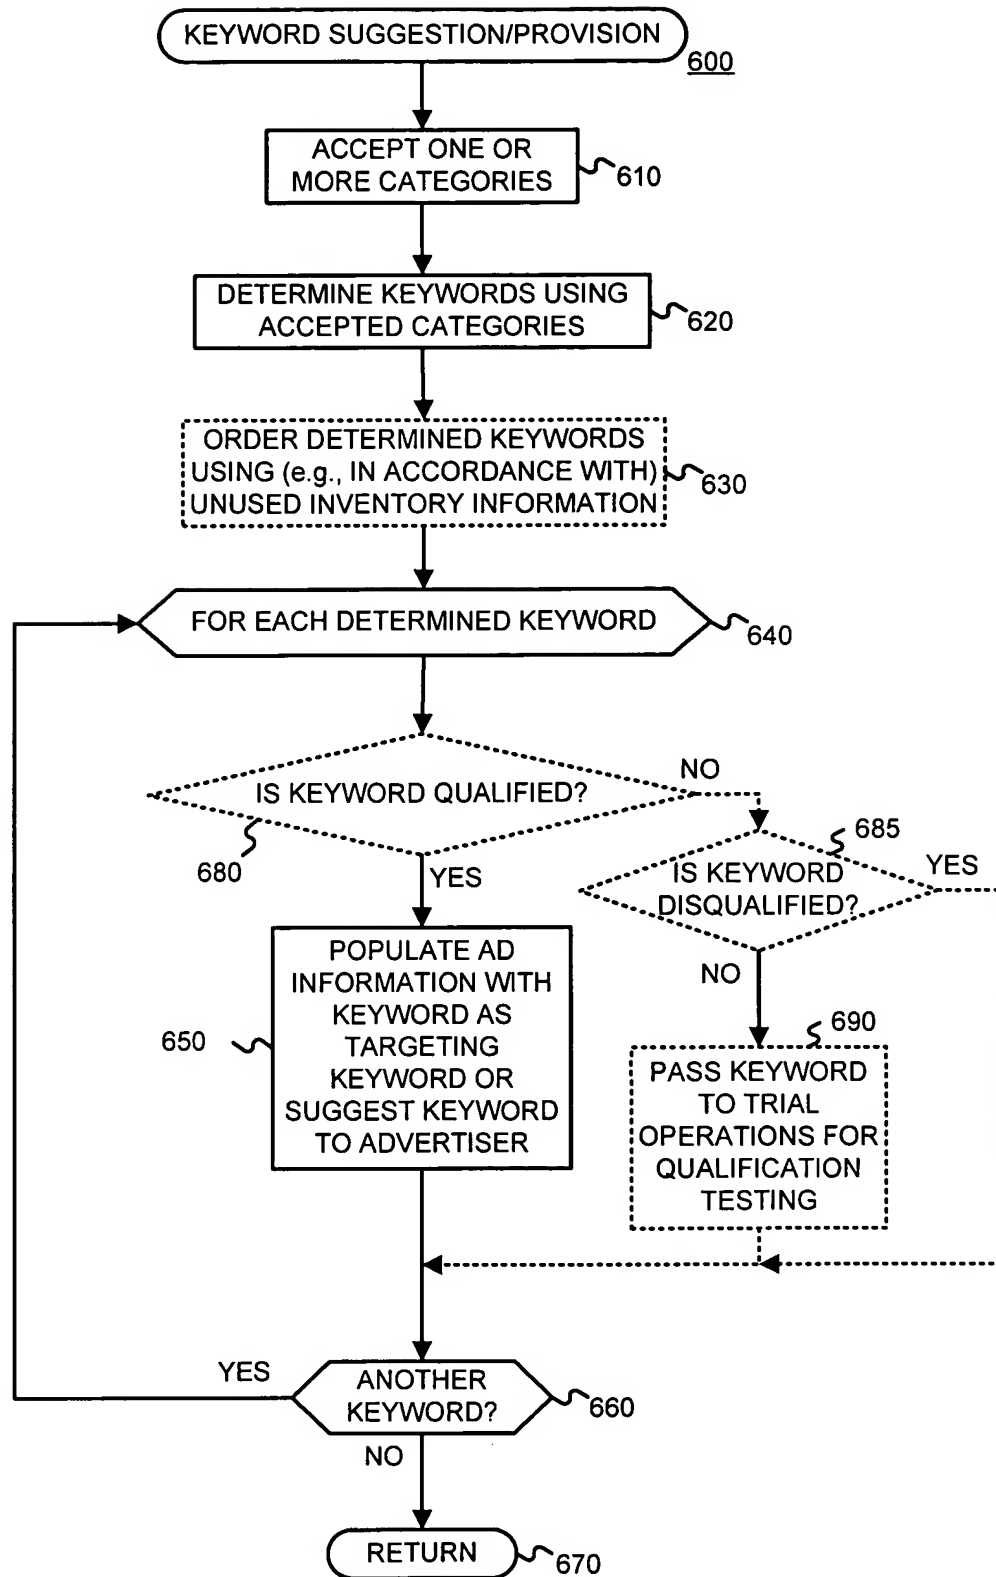 KEYWORD SUGGESTION/PROVISION
600
ACCEPT ONE OR
MORE CATEGORIES
610
DETERMINE KEYWORDS USING
ACCEPTED CATEGORIES
620
ORDER DETERMINED KEYWORDS
USING (e.g., IN ACCORDANCE WITH)
UNUSED INVENTORY INFORMATION
630
FOR EACH DETERMINED KEYWORD
640
IS KEYWORD QUALIFIED?
NO
680
YES
685
IS KEYWORD
DISQUALIFIED?
YES
NO
POPULATE AD
INFORMATION WITH
KEYWORD AS
TARGETING
KEYWORD OR
SUGGEST KEYWORD
TO ADVERTISER
650
690
PASS KEYWORD
TO TRIAL
OPERATIONS FOR
QUALIFICATION
TESTING
YES
ANOTHER
KEYWORD?
660
NO
RETURN
670